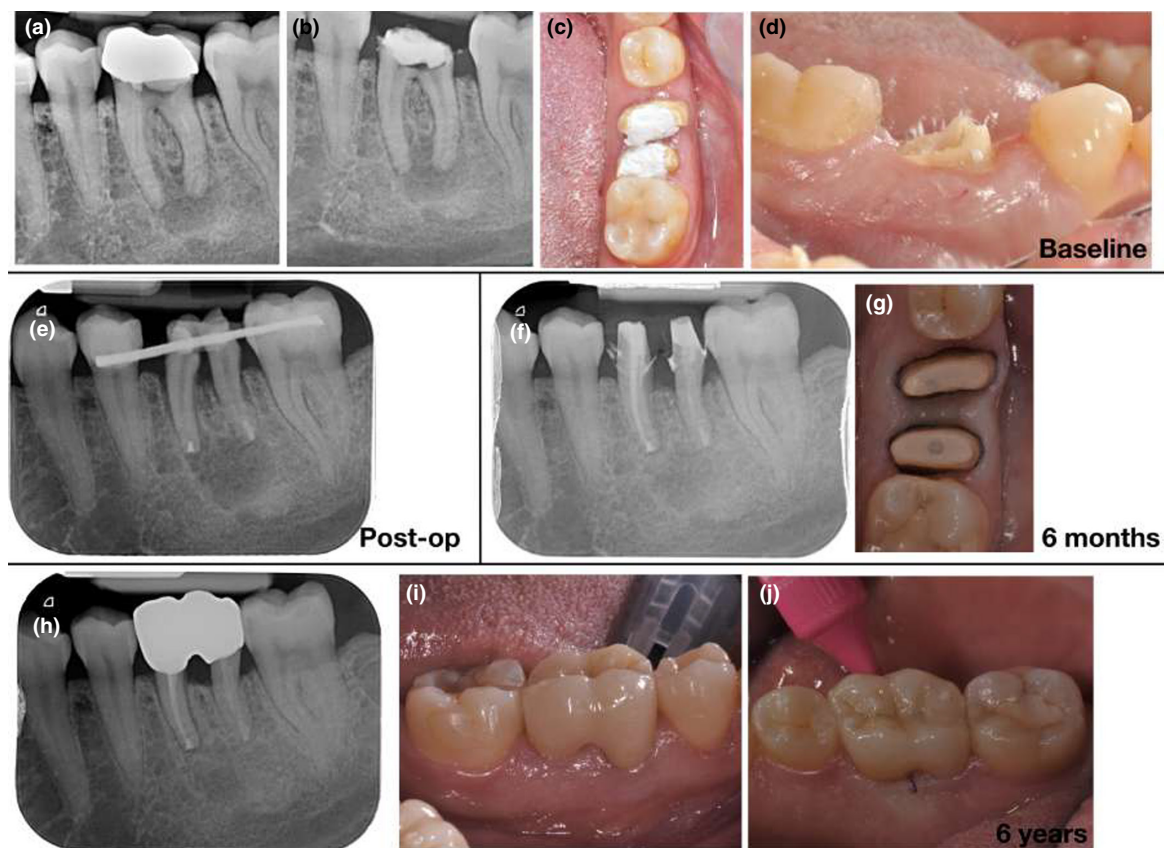 (a)
(b)
(c)
(d)
Baseline
(e)
Post-op
(f)
(g)
6 months
(h)
(i)
(j)
6 years